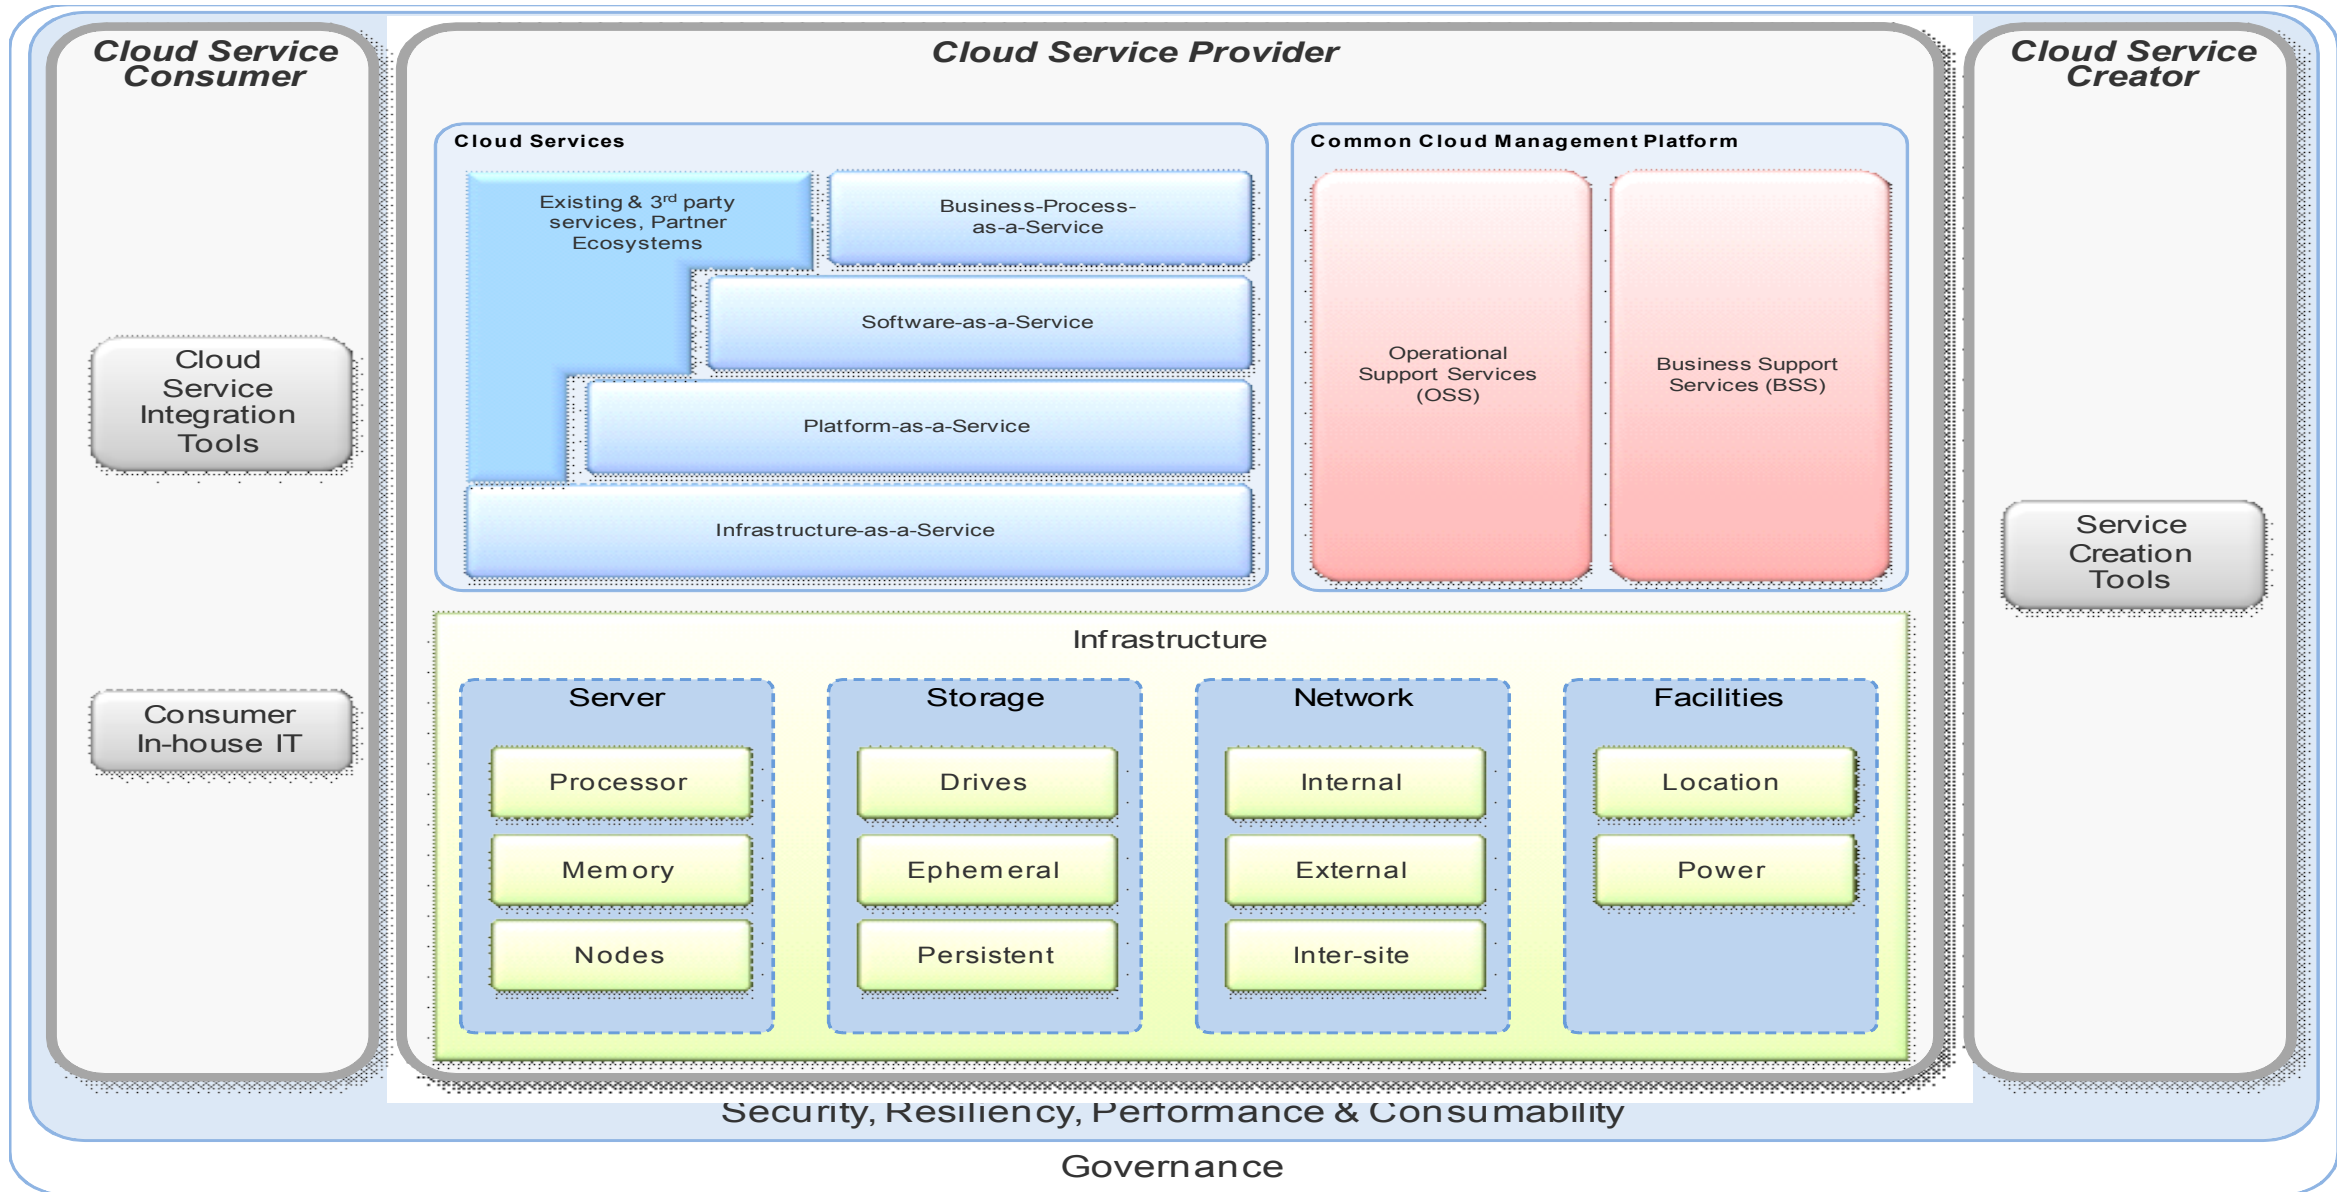 Cloud Service
Consumer
Cloud
Service
Integration
Tools
Consumer
In-house IT
Cloud Service Provider
Cloud Services
Existing & 3rd party
services, Partner
Ecosystems
Business-Process-
as-a-Service
Software-as-a-Service
Platform-as-a-Service
Infrastructure-as-a-Service
Common Cloud Management Platform
Operational
Support Services
(OSS)
Business Support
Services (BSS)
Infrastructure
Server
Processor
Memory
Nodes
Storage
Drives
Ephemeral
Persistent
Network
Internal
External
Inter-site
Facilities
Location
Power
Cloud Service
Creator
Service
Creation
Tools
Security, Resiliency, Performance & Consumability
Governance